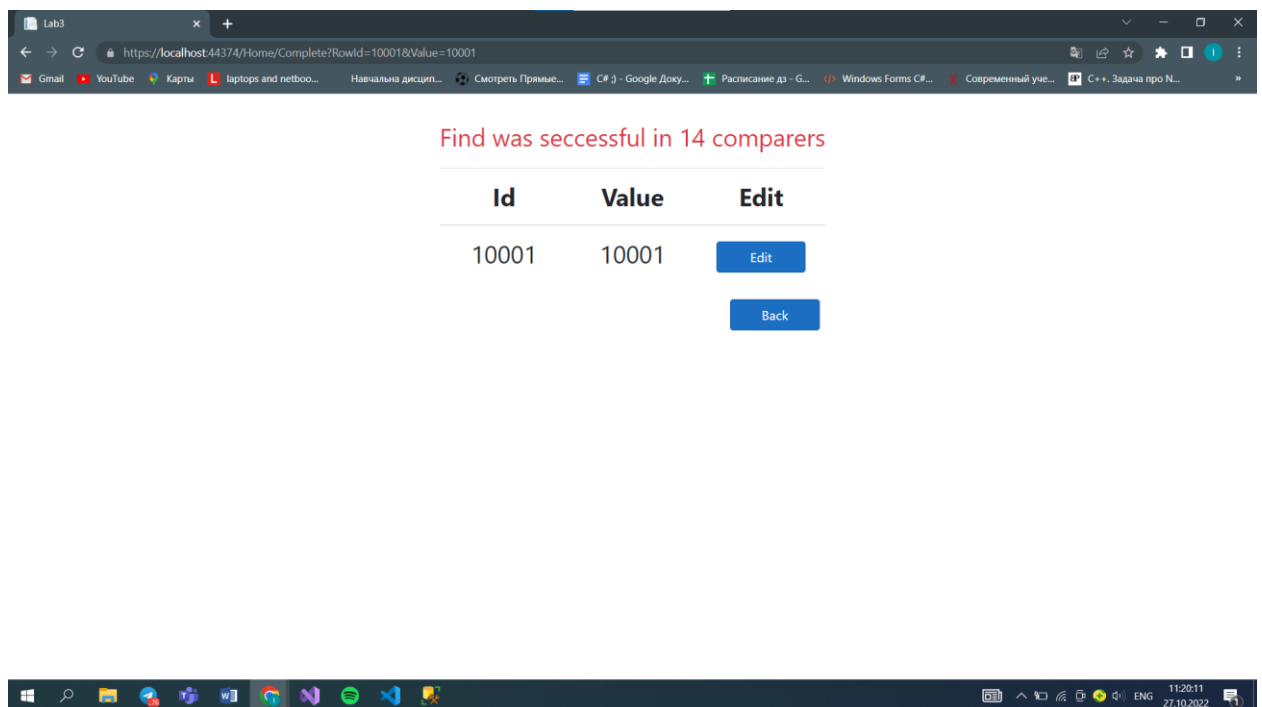 Lab3
https://localhost:44374/Home/Complete?RowId=10001&Value=10001
Gmail YouTube Карты laptops and netboo... Навчальна дисцип... Смотреть Прямые... C# ;) - Google Доку... Расписание дз - G... Windows Forms C#... Современный уче... C++. Задача про N... »
Find was seccessful in 14 comparers
Id Value Edit
10001 10001 Edit
Back
ENG 11:20:11
27.10.2022